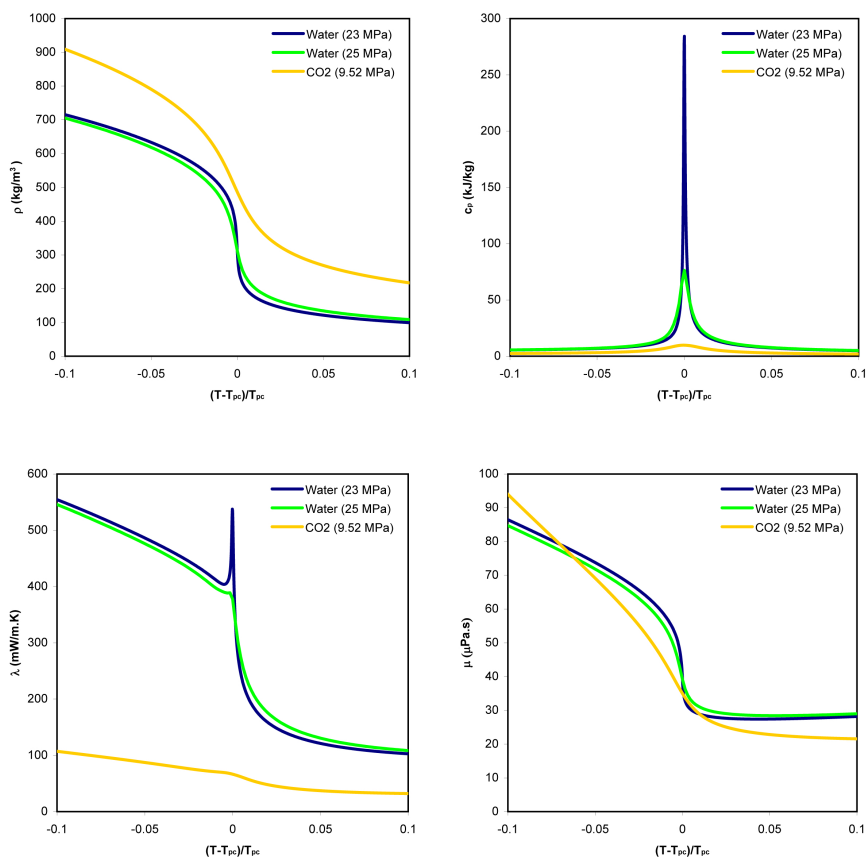 1000
900
800
700
600
500
400
300
200
100
0
ρ (kg/m³)
Water (23 MPa)
Water (25 MPa)
CO2 (9.52 MPa)
-0.1 -0.05 0 0.05 0.1
(T-Tpc)/Tpc
300
250
200
150
100
50
0
cp (kJ/kg)
Water (23 MPa)
Water (25 MPa)
CO2 (9.52 MPa)
-0.1 -0.05 0 0.05 0.1
(T-Tpc)/Tpc
600
500
400
300
200
100
0
λ (mW/m.K)
Water (23 MPa)
Water (25 MPa)
CO2 (9.52 MPa)
-0.1 -0.05 0 0.05 0.1
(T-Tpc)/Tpc
100
90
80
70
60
50
40
30
20
10
0
μ (μPa.s)
Water (23 MPa)
Water (25 MPa)
CO2 (9.52 MPa)
-0.1 -0.05 0 0.05 0.1
(T-Tpc)/Tpc